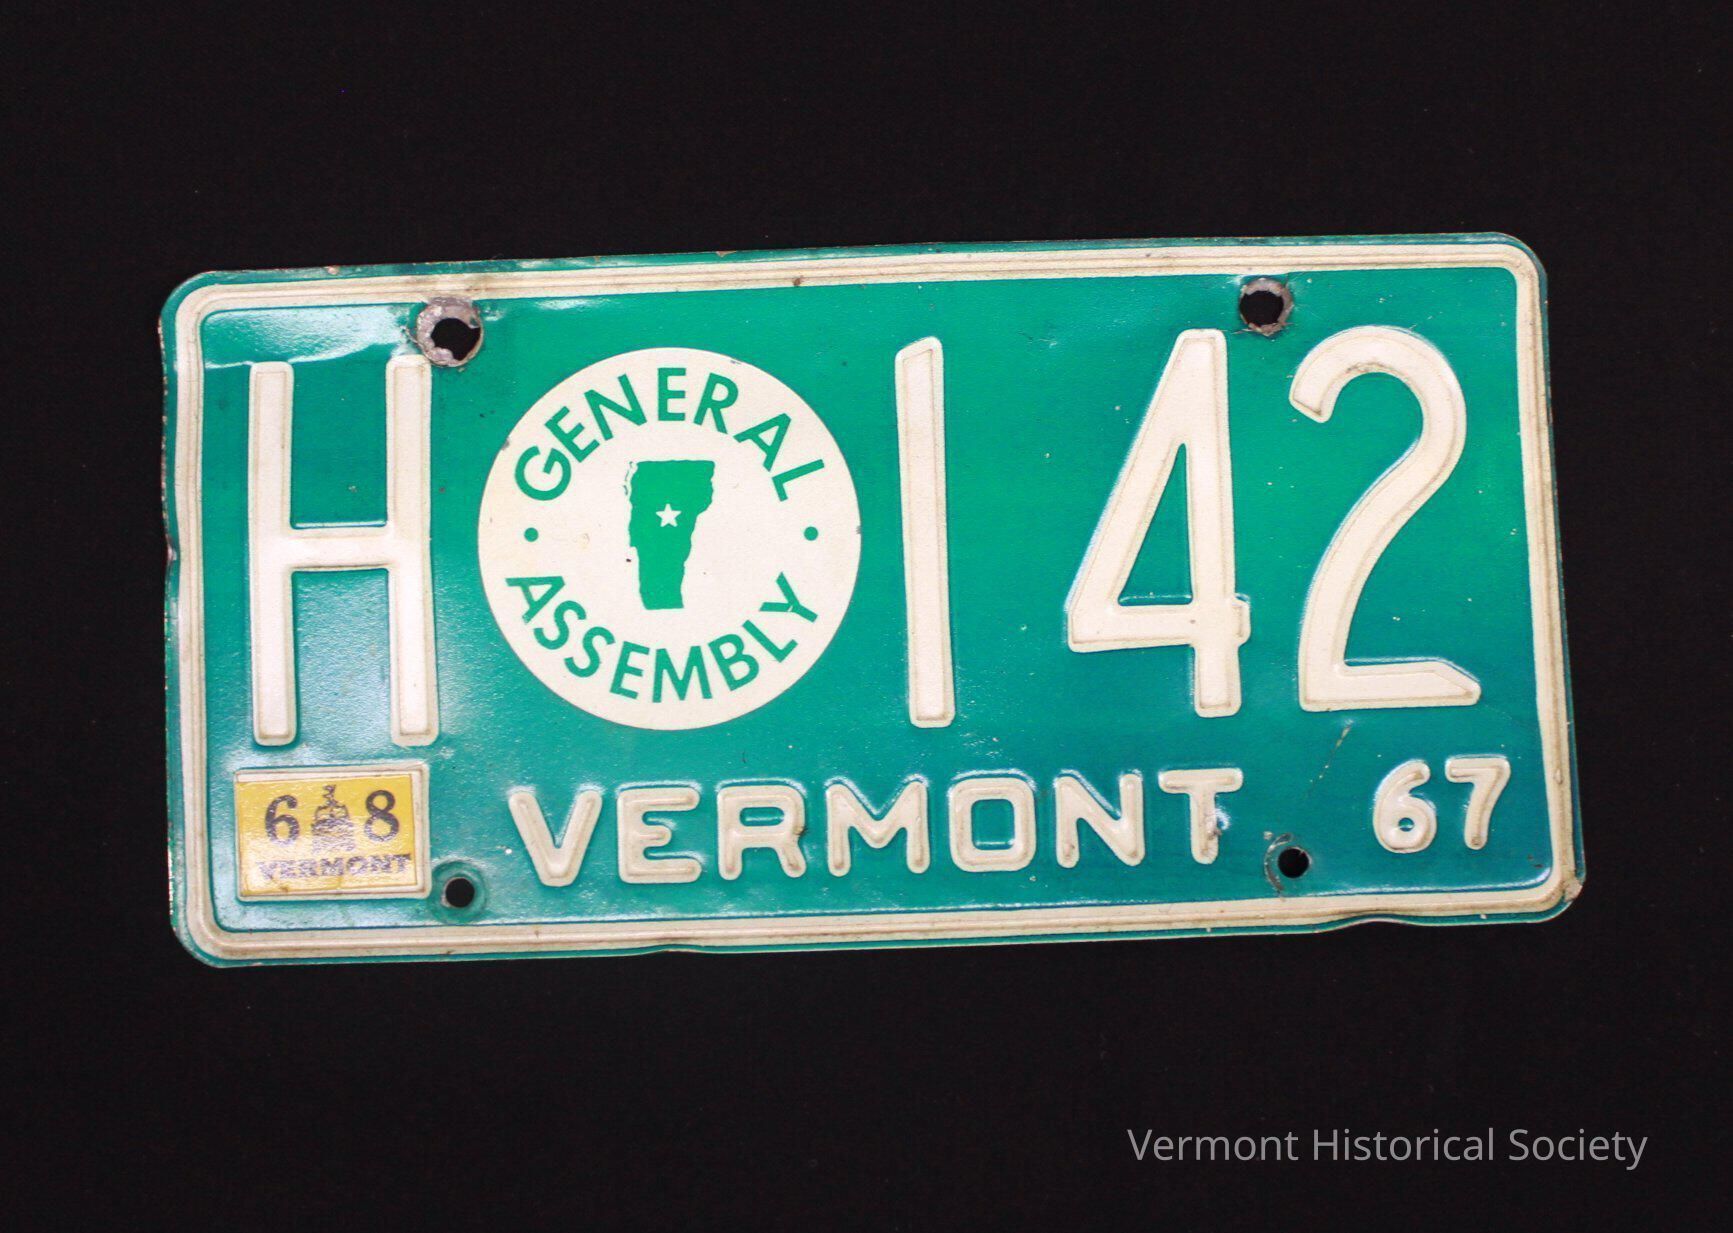 H 142
GENERAL
ASSEMBLY
68
VERMONT
VERMONT 67
Vermont Historical Society